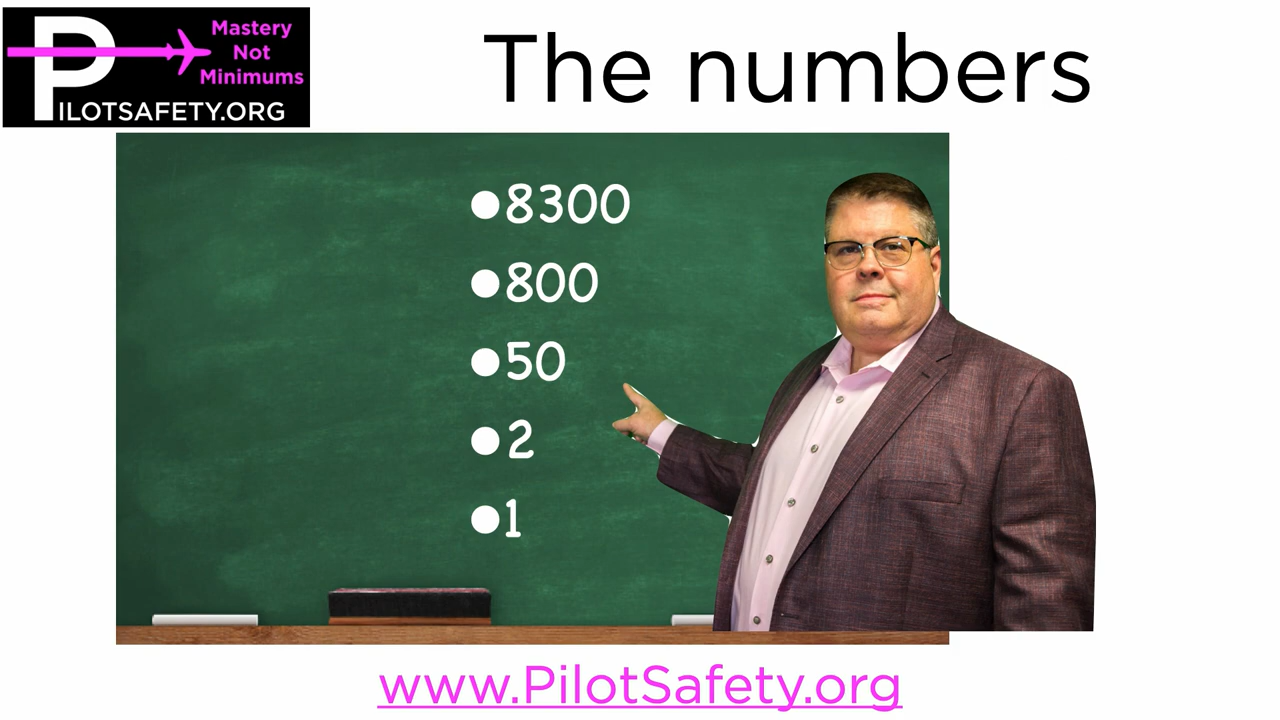 Mastery
Not
Minimums
PILOTSAFETY.ORG
The numbers
●8300
●800
●50
●2
●1
www.PilotSafety.org